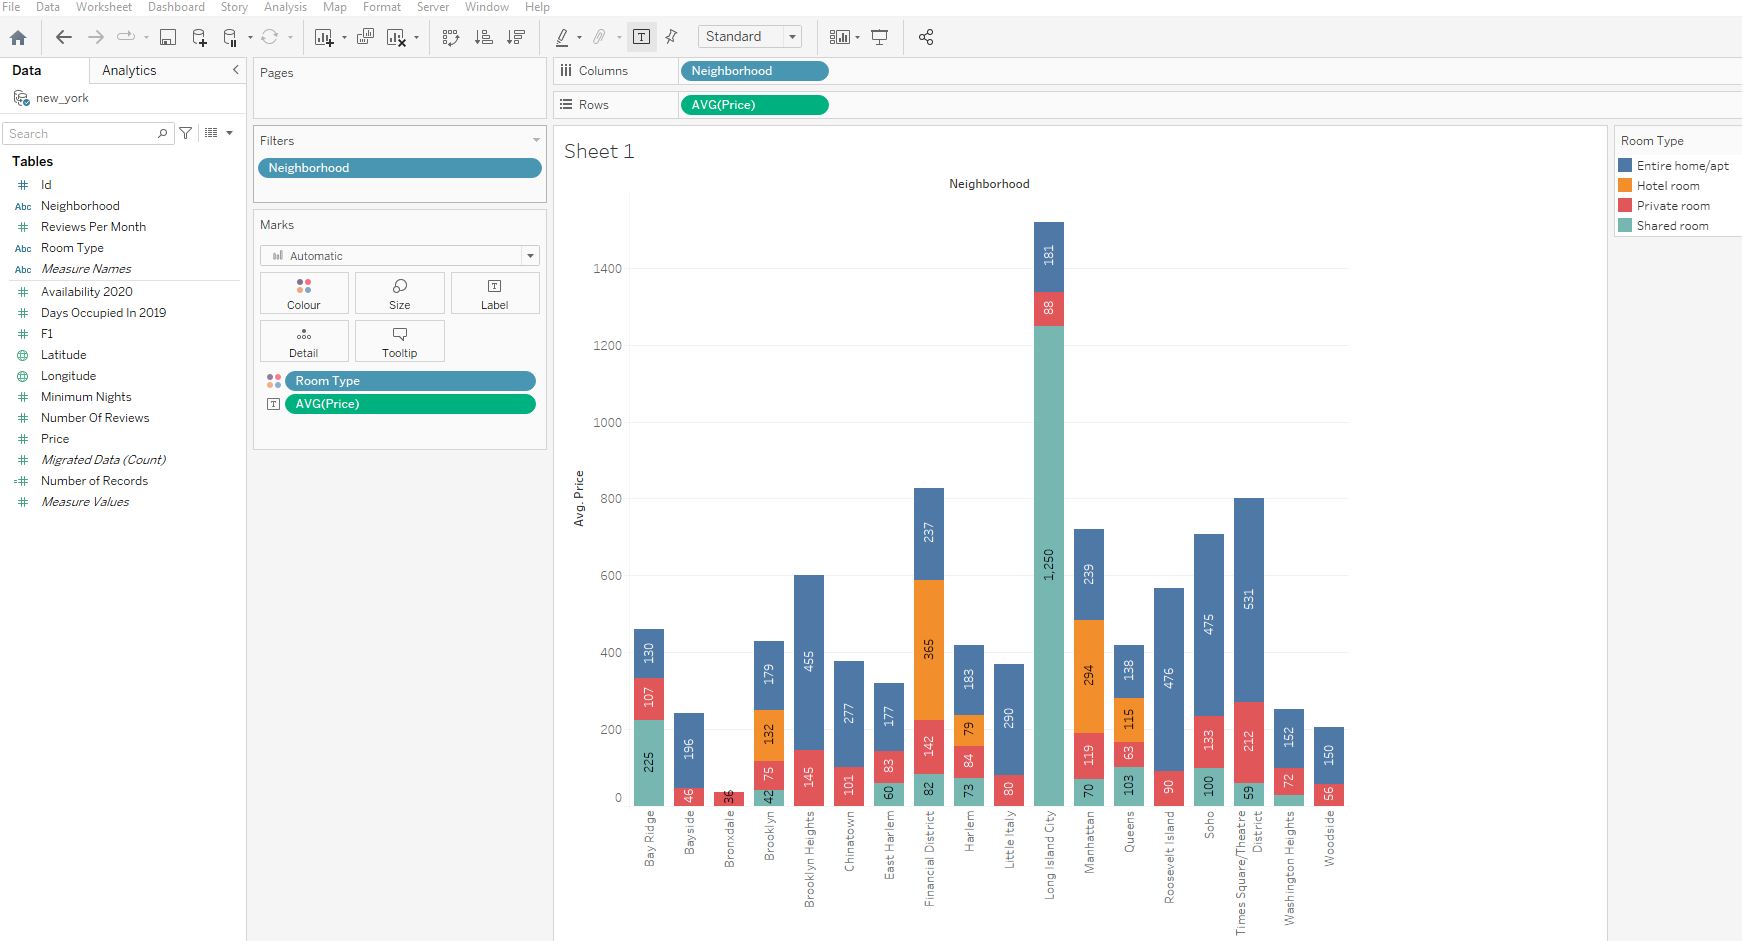 File Data Worksheet Dashboard Story Analysis Map Format Server Window Help
Standard
Data Analytics
new_york
Search
Tables
Id
Abc Neighborhood
Reviews Per Month
Abc Room Type
Abc Measure Names
Availability 2020
Days Occupied In 2019
F1
Latitude
Longitude
Minimum Nights
Number Of Reviews
Price
Migrated Data (Count)
Number of Records
Measure Values
Pages
Filters
Neighborhood
Marks
Automatic
Colour Size Label
Detail Tooltip
Room Type
AVG(Price)
Columns Neighborhood
Rows AVG(Price)
Sheet 1
Neighborhood
Avg. Price
1400
1200
1000
800
600
400
200
0
130
107
225
196
46
36
179
132
75
42
455
145
277
101
177
83
60
237
365
142
82
183
79
84
73
290
80
181
88
1,250
239
294
119
70
138
115
63
103
476
90
475
133
100
531
212
59
152
72
150
56
Bay Ridge
Bayside
Bronxdale
Brooklyn
Brooklyn Heights
Chinatown
East Harlem
Financial District
Harlem
Little Italy
Long Island City
Manhattan
Queens
Roosevelt Island
Soho
Times Square/Theatre
District
Washington Heights
Woodside
Room Type
Entire home/apt
Hotel room
Private room
Shared room